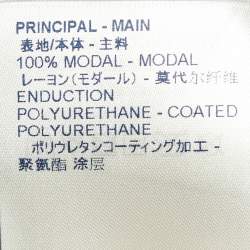 PRINCIPAL - MAIN
表地/本体 - 主料
100% MODAL - MODAL
レーヨン(モダール) - 莫代尔纤维
ENDUCTION
POLYURETHANE - COATED
POLYURETHANE
ポリウレタンコーティング加工 -
聚氨酯 涂层